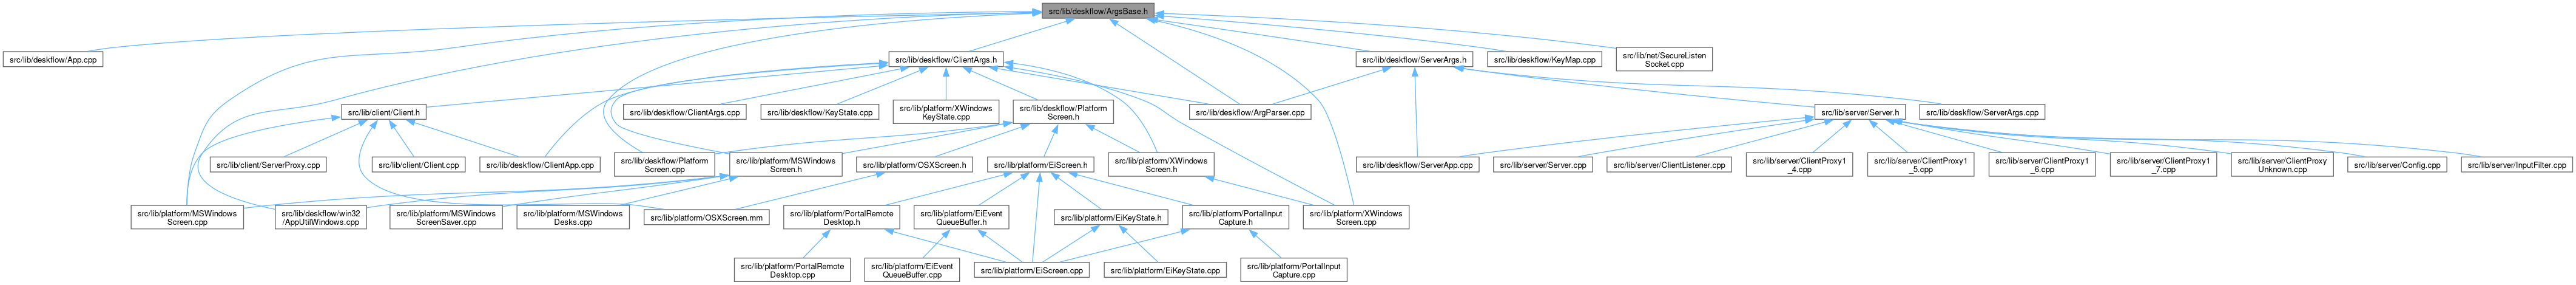 src/lib/deskflow/ArgsBase.h
src/lib/deskflow/App.cpp
src/lib/deskflow/ClientArgs.h
src/lib/deskflow/ServerArgs.h
src/lib/deskflow/KeyMap.cpp
src/lib/net/SecureListen
Socket.cpp
src/lib/client/Client.h
src/lib/deskflow/ClientArgs.cpp
src/lib/deskflow/KeyState.cpp
src/lib/platform/XWindows
KeyState.cpp
src/lib/deskflow/Platform
Screen.h
src/lib/deskflow/ArgParser.cpp
src/lib/server/Server.h
src/lib/deskflow/ServerArgs.cpp
src/lib/client/ServerProxy.cpp
src/lib/client/Client.cpp
src/lib/deskflow/ClientApp.cpp
src/lib/deskflow/Platform
Screen.cpp
src/lib/platform/MSWindows
Screen.h
src/lib/platform/OSXScreen.h
src/lib/platform/EiScreen.h
src/lib/platform/XWindows
Screen.h
src/lib/deskflow/ServerApp.cpp
src/lib/server/Server.cpp
src/lib/server/ClientListener.cpp
src/lib/server/ClientProxy1
_4.cpp
src/lib/server/ClientProxy1
_5.cpp
src/lib/server/ClientProxy1
_6.cpp
src/lib/server/ClientProxy1
_7.cpp
src/lib/server/ClientProxy
Unknown.cpp
src/lib/server/Config.cpp
src/lib/server/InputFilter.cpp
src/lib/platform/MSWindows
Screen.cpp
src/lib/deskflow/win32
/AppUtilWindows.cpp
src/lib/platform/MSWindows
ScreenSaver.cpp
src/lib/platform/MSWindows
Desks.cpp
src/lib/platform/OSXScreen.mm
src/lib/platform/PortalRemote
Desktop.h
src/lib/platform/EiEvent
QueueBuffer.h
src/lib/platform/EiKeyState.h
src/lib/platform/PortalInput
Capture.h
src/lib/platform/XWindows
Screen.cpp
src/lib/platform/PortalRemote
Desktop.cpp
src/lib/platform/EiEvent
QueueBuffer.cpp
src/lib/platform/EiScreen.cpp
src/lib/platform/EiKeyState.cpp
src/lib/platform/PortalInput
Capture.cpp